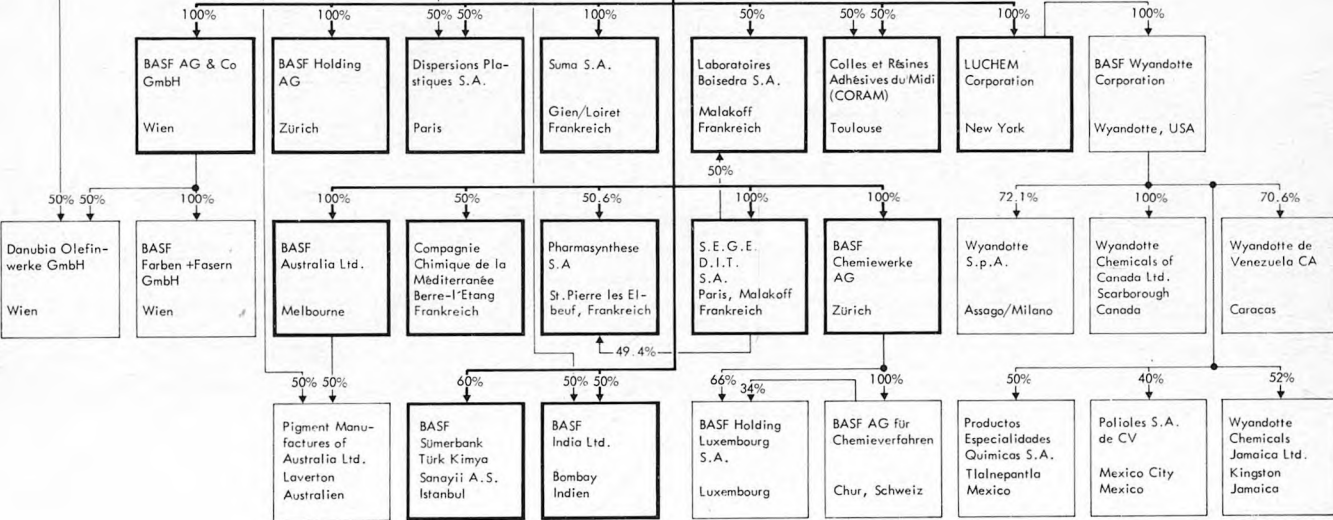 100%
100%
50% 50%
100%
50%
50% 50%
100%
100%
BASF AG & Co
GmbH
Wien
BASF Holding
AG
Zürich
Dispersions Pla-
stiques S.A.
Paris
Suma S.A.
Gien/Loiret
Frankreich
Laboratoires
Boisedra S.A.
Malakoff
Frankreich
Colles et Résines
Adhésives du Midi
(CORAM)
Toulouse
LUCHEM
Corporation
New York
BASF Wyandotte
Corporation
Wyandotte, USA
50%
50% 50%
100%
100%
50%
50.6%
100%
100%
72.1%
100%
70.6%
Danubia Olefin-
werke GmbH
Wien
BASF
Farben +Fasern
GmbH
Wien
BASF
Australia Ltd.
Melbourne
Compagnie
Chimique de la
Méditerranée
Berre-l'Etang
Frankreich
Pharmasynthese
S.A
St.Pierre les El-
beuf, Frankreich
S.E.G.E.
D.I.T.
S.A.
Paris, Malakoff
Frankreich
BASF
Chemiewerke
AG
Zürich
Wyandotte
S.p.A.
Assago/Milano
Wyandotte
Chemicals of
Canada Ltd.
Scarborough
Canada
Wyandotte de
Venezuela CA
Caracas
49.4%
50% 50%
60%
50% 50%
66%
34%
100%
50%
40%
52%
Pigment Manu-
factures of
Australia Ltd.
Laverton
Australien
BASF
Sümerbank
Türk Kimya
Sanayii A.S.
Istanbul
BASF
India Ltd.
Bombay
Indien
BASF Holding
Luxembourg
S.A.
Luxembourg
BASF AG für
Chemieverfahren
Chur, Schweiz
Productos
Especialidades
Quimicas S.A.
Tlalnepantla
Mexico
Polioles S.A.
de CV
Mexico City
Mexico
Wyandotte
Chemicals
Jamaica Ltd.
Kingston
Jamaica